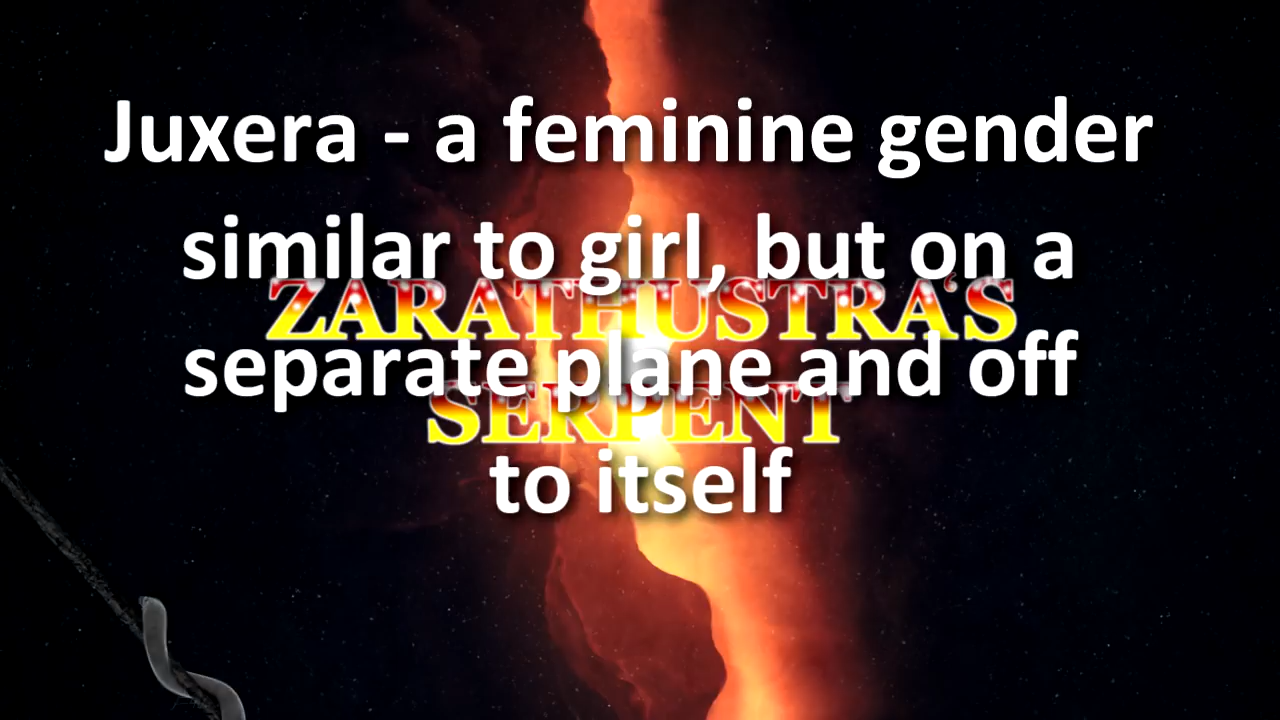 Juxera - a feminine gender
similar to girl, but on a
ZARATHUSTRA'S
separate plane and off
SERPENT
to itself